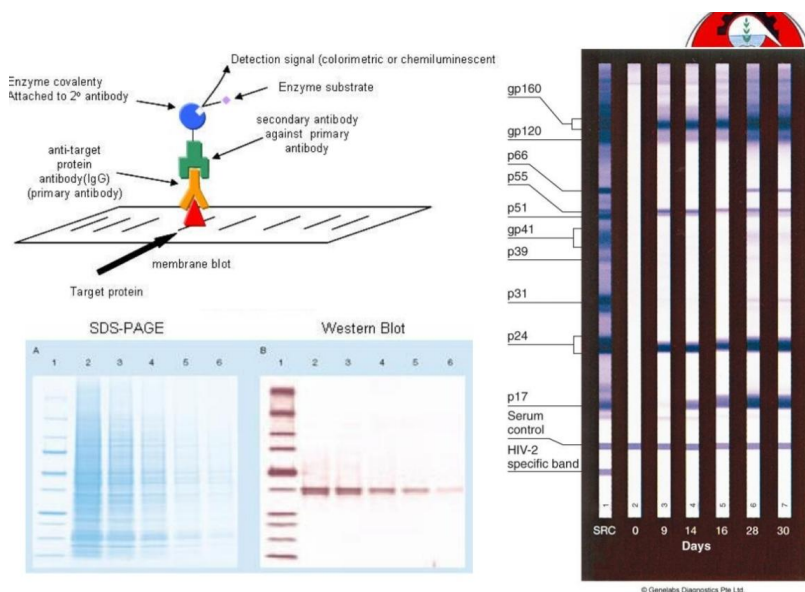 Detection signal (colorimetric or chemiluminescent
Enzyme covalenty
Attached to 2º antibody
Enzyme substrate
secondary antibody
against primary
antibody
anti-target
protein
antibody(IgG)
(primary antibody)
membrane blot
Target protein
SDS-PAGE
Western Blot
A
1 2 3 4 5 6
B
1 2 3 4 5 6
gp160
gp120
p66
p55
p51
gp41
p39
p31
p24
p17
Serum
control
HIV-2
specific band
1 2 3 4 5 6 7
SRC 0 9 14 16 28 30
Days
© Genelabs Diagnostics Pte Ltd.